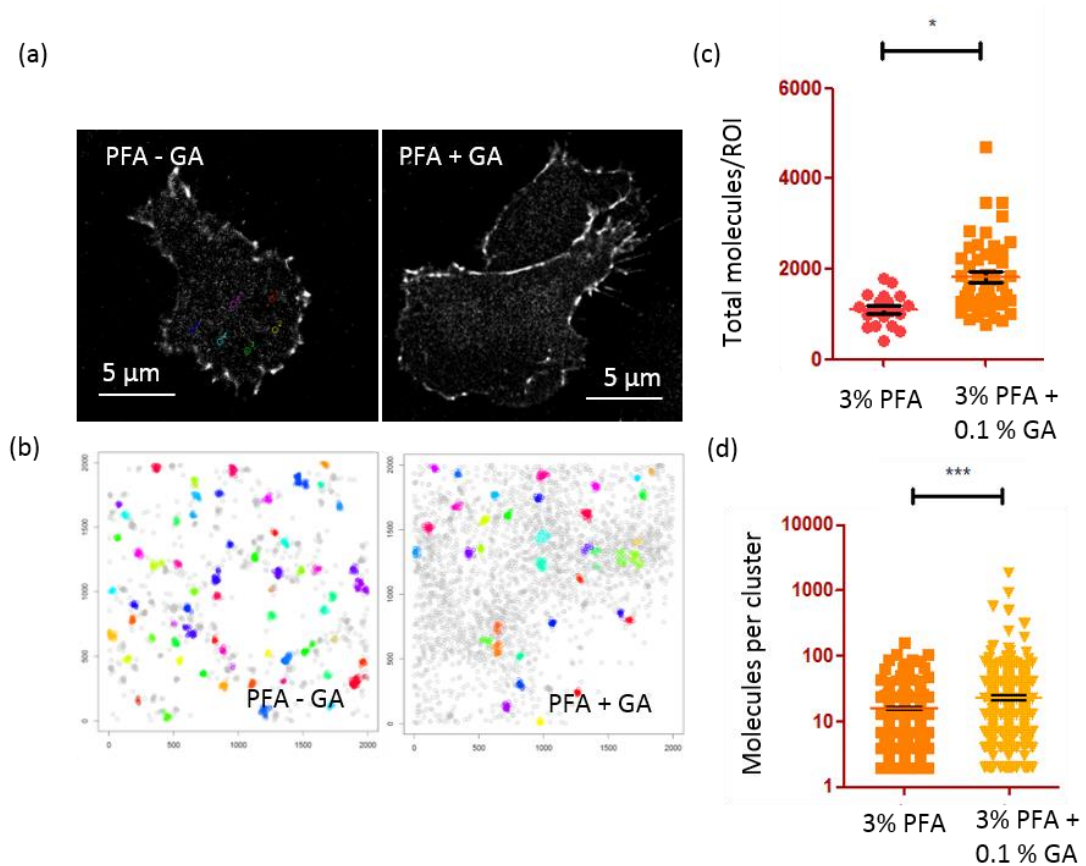 (a)
PFA - GA
5 µm
PFA + GA
5 µm
(b)
2000
1500
1000
500
0
0 500 1000 1500 2000
PFA - GA
2000
1500
1000
500
0
0 500 1000 1500 2000
PFA + GA
(c)
*
Total molecules/ROI
6000
4000
2000
0
3% PFA
3% PFA +
0.1 % GA
(d)
***
Molecules per cluster
10000
1000
100
10
1
3% PFA
3% PFA +
0.1 % GA